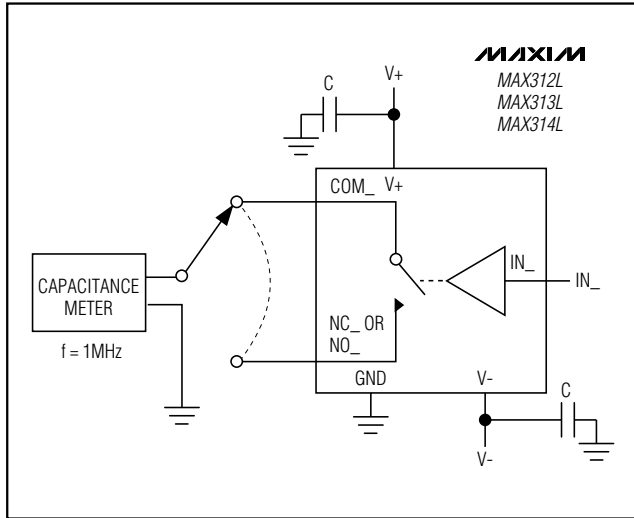 MAXIM
MAX312L
MAX313L
MAX314L
V+
C
COM_ V+
IN_
IN_
CAPACITANCE
METER
f = 1MHz
NC_ OR
NO_
GND
V-
C
V-